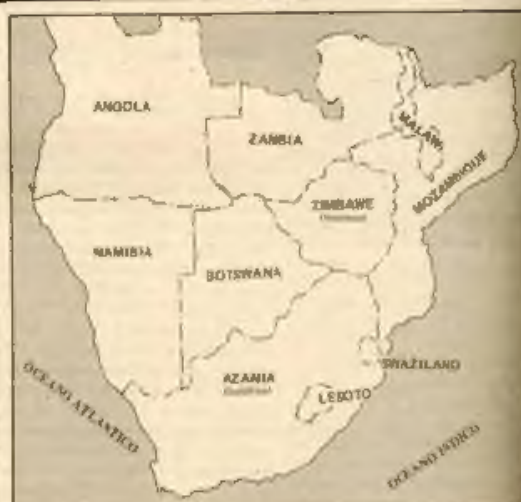 ANGOLA
ZAMBIA
MALAWI
MOZAMBIQUE
ZIMBAWE
NAMIBIA
BOTSWANA
AZANIA
SWAZILAND
LESOTO
OCEANO ATLANTICO
OCEANO INDICO